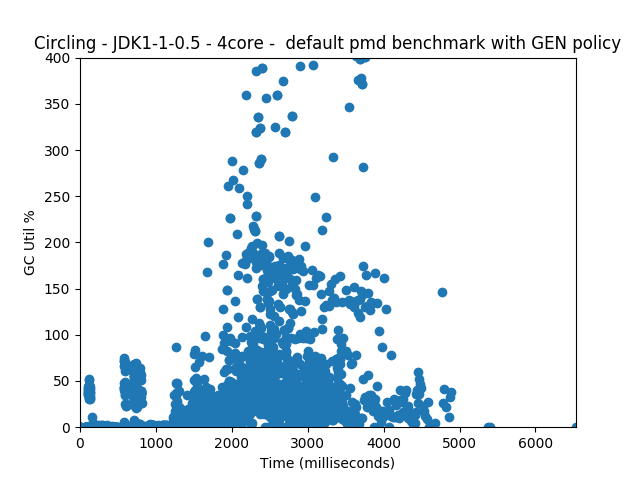 Circling - JDK1-1-0.5 - 4core -  default pmd benchmark with GEN policy
400
350
300
250
200
150
100
50
0
GC Util %
0 1000 2000 3000 4000 5000 6000
Time (milliseconds)